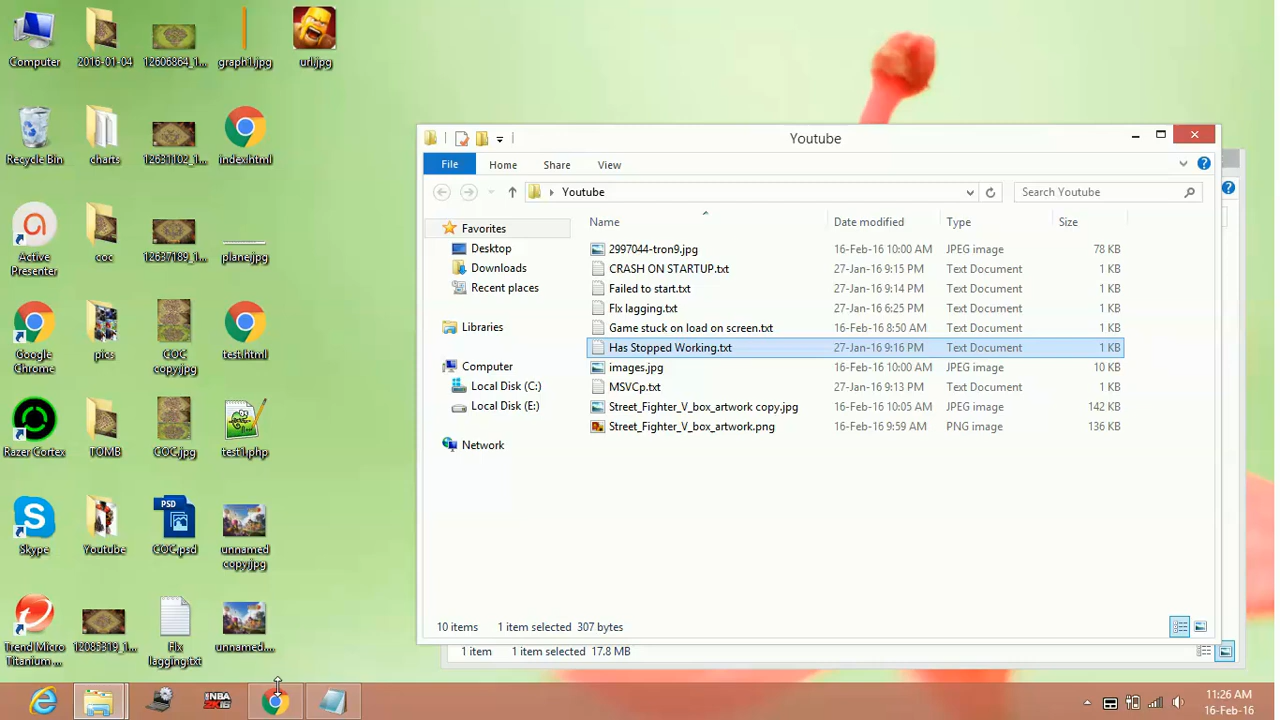 Computer
2016-01-04
12606864_1...
graph1.jpg
url.jpg
Recycle Bin
chafts
12631102_1...
index.html
Active
Presenter
coc
12637189_1...
plane.jpg
Google
Chrome
pics
COC
copy.jpg
test.html
Razer Cortex
TOMB
COC.jpg
test1.php
Skype
Youtube
PSD
COC.psd
unnamed
copy.jpg
Trend Micro
Titanium ...
12085319_1...
Flx
lagging.txt
unnamed....
Youtube
File
Home
Share
View
Youtube
Search Youtube
Favorites
Desktop
Downloads
Recent places
Libraries
Computer
Local Disk (C:)
Local Disk (E:)
Network
Name Date modified Type Size
2997044-tron9.jpg 16-Feb-16 10:00 AM JPEG image 78 KB
CRASH ON STARTUP.txt 27-Jan-16 9:15 PM Text Document 1 KB
Failed to start.txt 27-Jan-16 9:14 PM Text Document 1 KB
Flx lagging.txt 27-Jan-16 6:25 PM Text Document 1 KB
Game stuck on load on screen.txt 16-Feb-16 8:50 AM Text Document 1 KB
Has Stopped Working.txt 27-Jan-16 9:16 PM Text Document 1 KB
images.jpg 16-Feb-16 10:00 AM JPEG image 10 KB
MSVCp.txt 27-Jan-16 9:13 PM Text Document 1 KB
Street_Fighter_V_box_artwork copy.jpg 16-Feb-16 10:05 AM JPEG image 142 KB
Street_Fighter_V_box_artwork.png 16-Feb-16 9:59 AM PNG image 136 KB
10 items 1 item selected 307 bytes
1 item 1 item selected 17.8 MB
NBA
2K16
11:26 AM
16-Feb-16